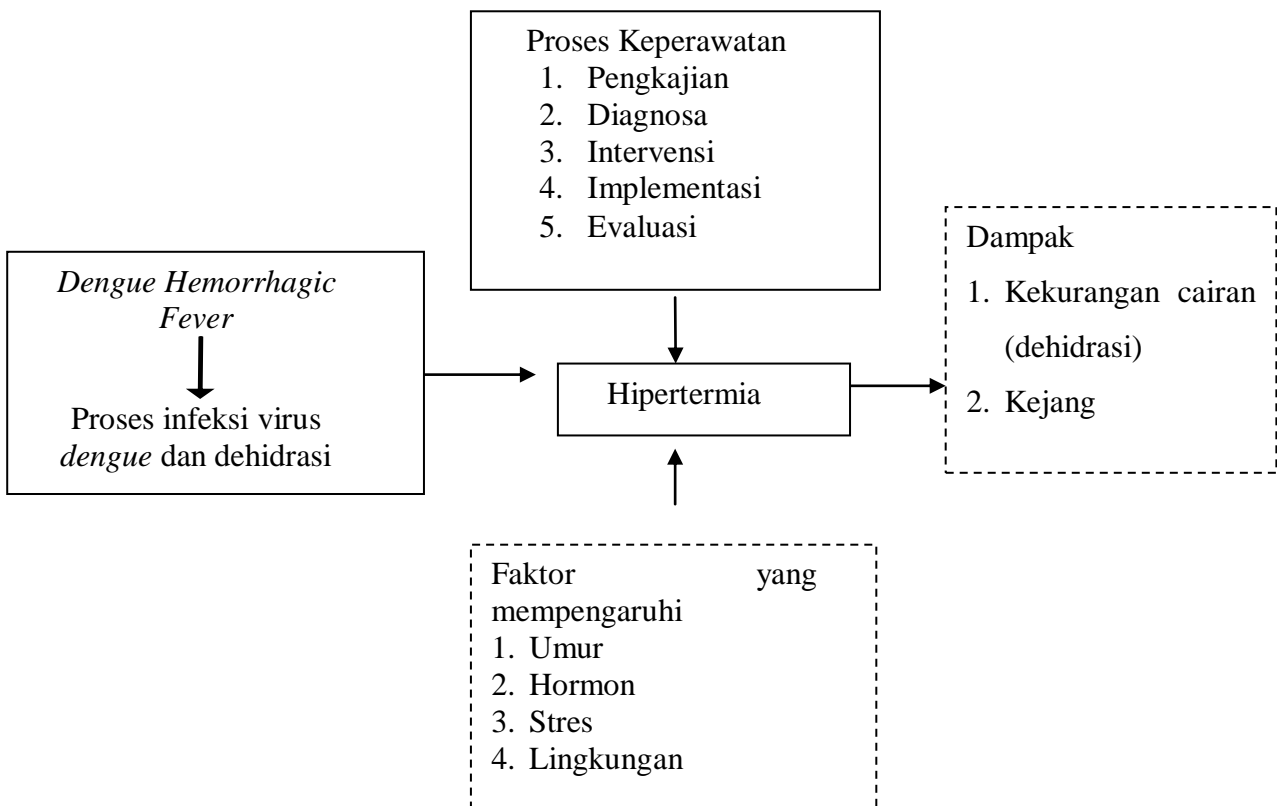 Proses Keperawatan
1. Pengkajian
2. Diagnosa
3. Intervensi
4. Implementasi
5. Evaluasi
Dengue Hemorrhagic
Fever
Proses infeksi virus
dengue dan dehidrasi
Hipertermia
Dampak
1. Kekurangan cairan
(dehidrasi)
2. Kejang
Faktor yang
mempengaruhi
1. Umur
2. Hormon
3. Stres
4. Lingkungan